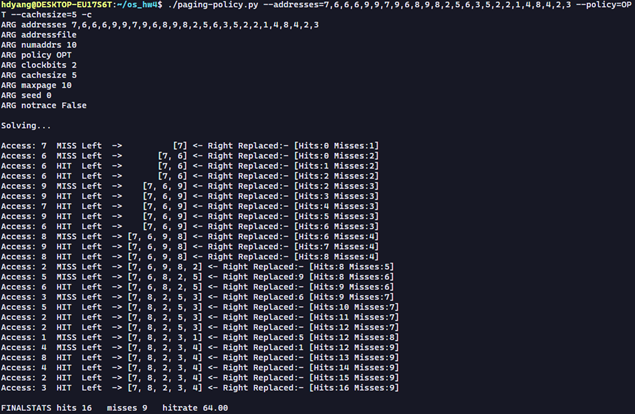 hdyang@DESKTOP-EU17S6T:~/os_hw4$ ./paging-policy.py --addresses=7,6,6,6,9,9,7,9,6,8,9,8,2,5,6,3,5,2,2,1,4,8,4,2,3 --policy=OP
T --cachesize=5 -c
ARG addresses 7,6,6,6,9,9,7,9,6,8,9,8,2,5,6,3,5,2,2,1,4,8,4,2,3
ARG addressfile
ARG numaddrs 10
ARG policy OPT
ARG clockbits 2
ARG cachesize 5
ARG maxpage 10
ARG seed 0
ARG notrace False

Solving...

Access: 7  MISS Left  ->          [7] <- Right Replaced:- [Hits:0 Misses:1]
Access: 6  MISS Left  ->       [7, 6] <- Right Replaced:- [Hits:0 Misses:2]
Access: 6  HIT  Left  ->       [7, 6] <- Right Replaced:- [Hits:1 Misses:2]
Access: 6  HIT  Left  ->       [7, 6] <- Right Replaced:- [Hits:2 Misses:2]
Access: 9  MISS Left  ->    [7, 6, 9] <- Right Replaced:- [Hits:2 Misses:3]
Access: 9  HIT  Left  ->    [7, 6, 9] <- Right Replaced:- [Hits:3 Misses:3]
Access: 7  HIT  Left  ->    [7, 6, 9] <- Right Replaced:- [Hits:4 Misses:3]
Access: 9  HIT  Left  ->    [7, 6, 9] <- Right Replaced:- [Hits:5 Misses:3]
Access: 6  HIT  Left  ->    [7, 6, 9] <- Right Replaced:- [Hits:6 Misses:3]
Access: 8  MISS Left  -> [7, 6, 9, 8] <- Right Replaced:- [Hits:6 Misses:4]
Access: 9  HIT  Left  -> [7, 6, 9, 8] <- Right Replaced:- [Hits:7 Misses:4]
Access: 8  HIT  Left  -> [7, 6, 9, 8] <- Right Replaced:- [Hits:8 Misses:4]
Access: 2  MISS Left  -> [7, 6, 9, 8, 2] <- Right Replaced:- [Hits:8 Misses:5]
Access: 5  MISS Left  -> [7, 6, 8, 2, 5] <- Right Replaced:9 [Hits:8 Misses:6]
Access: 6  HIT  Left  -> [7, 6, 8, 2, 5] <- Right Replaced:- [Hits:9 Misses:6]
Access: 3  MISS Left  -> [7, 8, 2, 5, 3] <- Right Replaced:6 [Hits:9 Misses:7]
Access: 5  HIT  Left  -> [7, 8, 2, 5, 3] <- Right Replaced:- [Hits:10 Misses:7]
Access: 2  HIT  Left  -> [7, 8, 2, 5, 3] <- Right Replaced:- [Hits:11 Misses:7]
Access: 2  HIT  Left  -> [7, 8, 2, 5, 3] <- Right Replaced:- [Hits:12 Misses:7]
Access: 1  MISS Left  -> [7, 8, 2, 3, 1] <- Right Replaced:5 [Hits:12 Misses:8]
Access: 4  MISS Left  -> [7, 8, 2, 3, 4] <- Right Replaced:1 [Hits:12 Misses:9]
Access: 8  HIT  Left  -> [7, 8, 2, 3, 4] <- Right Replaced:- [Hits:13 Misses:9]
Access: 4  HIT  Left  -> [7, 8, 2, 3, 4] <- Right Replaced:- [Hits:14 Misses:9]
Access: 2  HIT  Left  -> [7, 8, 2, 3, 4] <- Right Replaced:- [Hits:15 Misses:9]
Access: 3  HIT  Left  -> [7, 8, 2, 3, 4] <- Right Replaced:- [Hits:16 Misses:9]

FINALSTATS hits 16   misses 9   hitrate 64.00